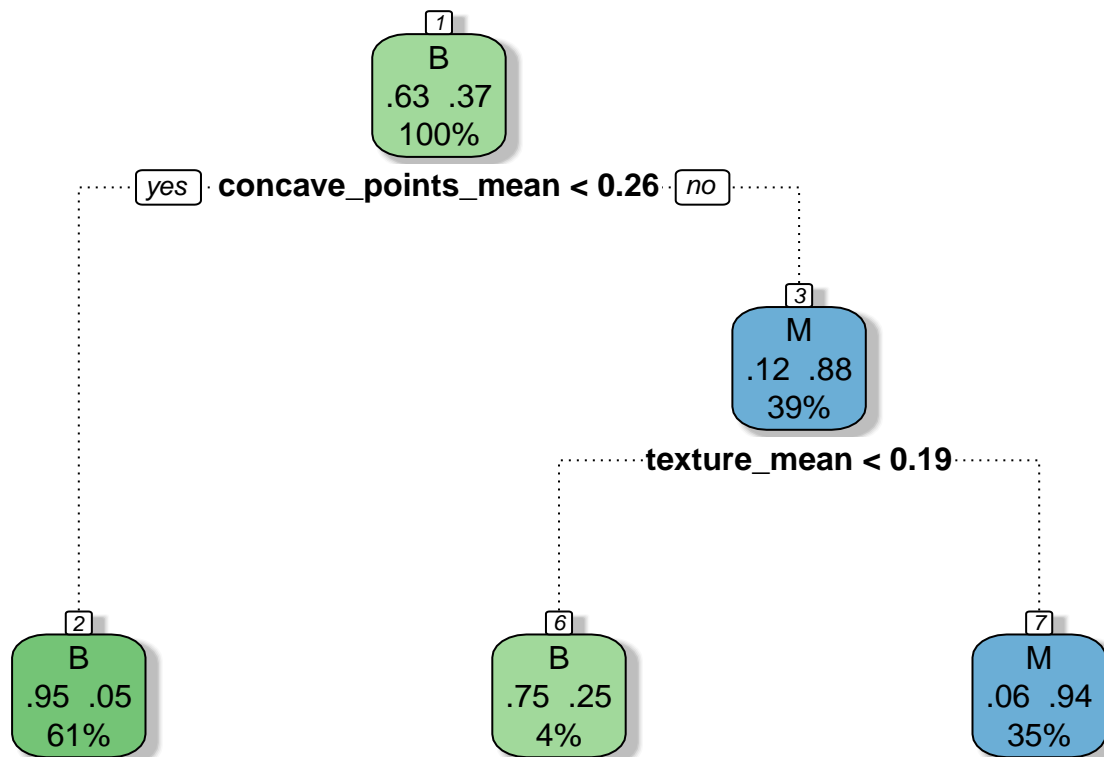 1
B
.63 .37
100%
yes concave_points_mean < 0.26 no
3
M
.12 .88
39%
texture_mean < 0.19
2
B
.95 .05
61%
6
B
.75 .25
4%
7
M
.06 .94
35%